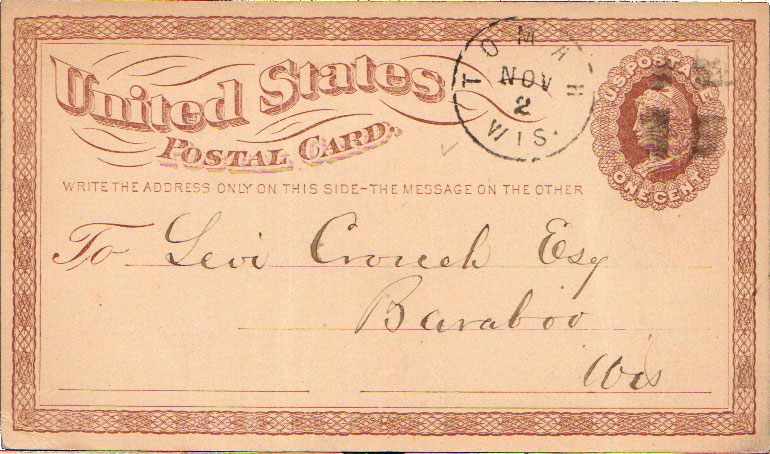 United States
POSTAL CARD.
TOMAH
NOV
2
WIS.
U.S. POSTAGE
ONE CENT
WRITE THE ADDRESS ONLY ON THIS SIDE-THE MESSAGE ON THE OTHER
To Levi Crouch Esq
Baraboo
Wis